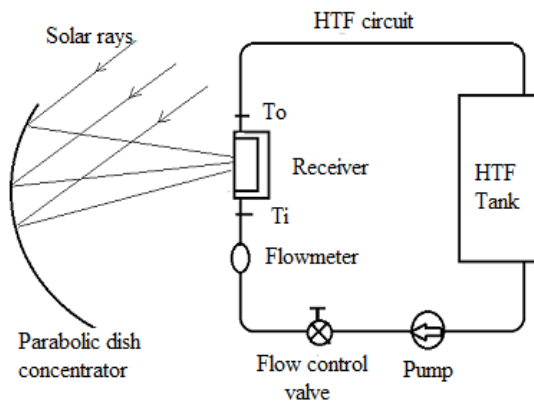 HTF circuit
Solar rays
To
Receiver
HTF
Tank
Ti
Flowmeter
Parabolic dish
concentrator
Flow control
valve
Pump